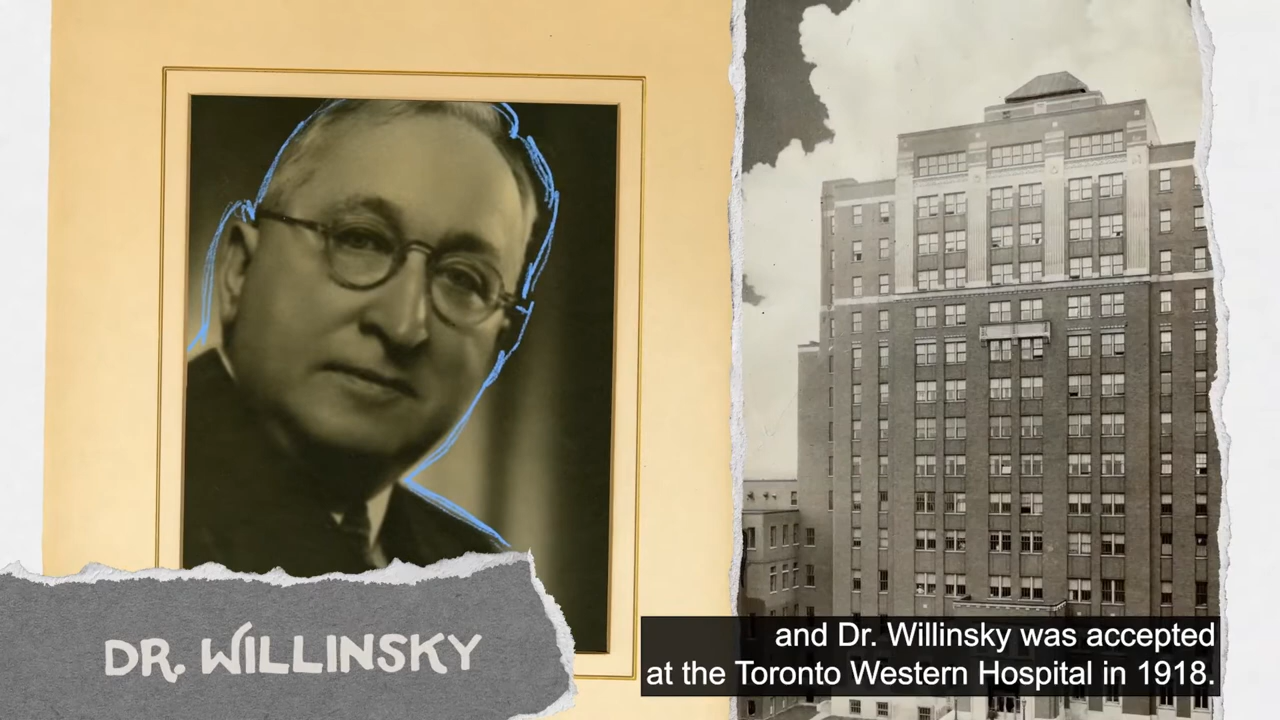 DR. WILLINSKY
and Dr. Willinsky was accepted
at the Toronto Western Hospital in 1918.